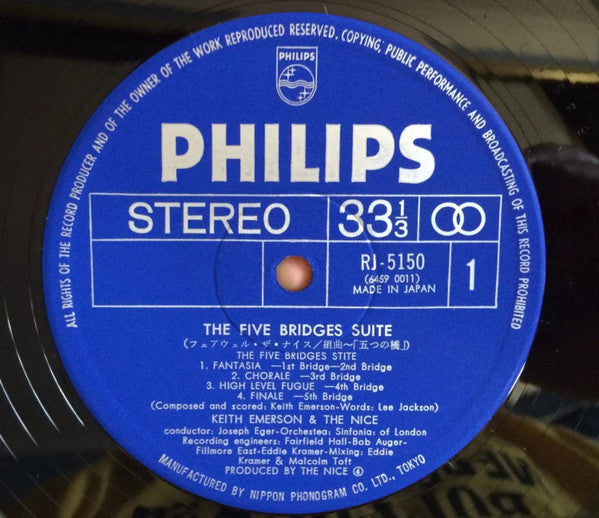 ALL RIGHTS OF THE RECORD PRODUCER AND OF THE OWNER OF THE WORK REPRODUCED RESERVED. COPYING, PUBLIC PERFORMANCE AND BROADCASTING OF THIS RECORD PROHIBITED
PHILIPS
PHILIPS
STEREO 33 1/3
RJ-5150
(6459 0011)
MADE IN JAPAN
1
THE FIVE BRIDGES SUITE
(フェアウェル・ザ・ナイス/組曲~「五つの橋」)
THE FIVE BRIDGES STITE
1. FANTASIA —1st Bridge—2nd Bridge
2. CHORALE —3rd Bridge
3. HIGH LEVEL FUGUE —4th Bridge
4. FINALE —5th Bridge
(Composed and scored: Keith Emerson-Words: Lee Jackson)
KEITH EMERSON & THE NICE
conductor: Joseph Eger-Orchestea: Sinfonia: of London
Recording engineers: Fairfield Hall-Bob Auger-
Fillmore East-Eddie Kramer-Mixing: Eddie
Kramer & Malcolm Toft
PRODUCED BY THE NICE ④
MANUFACTURED BY NIPPON PHONOGRAM CO. LTD., TOKYO